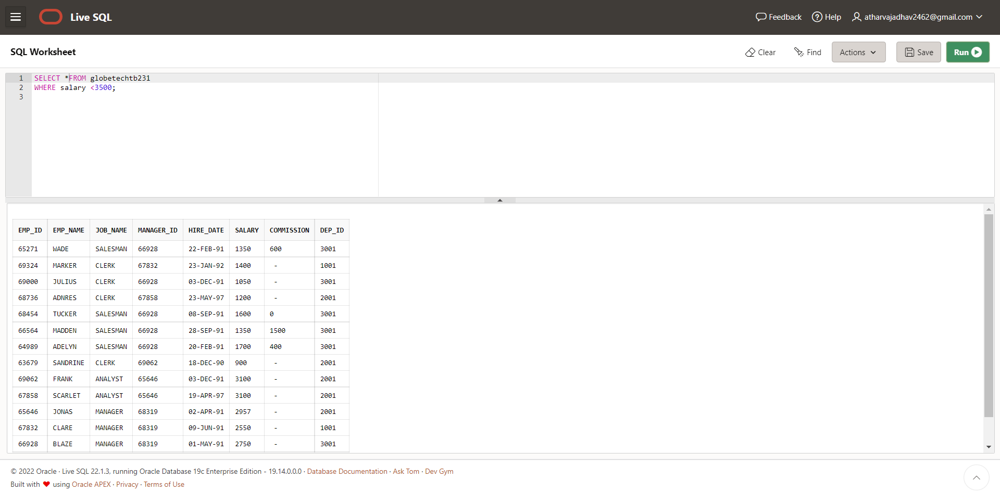 Live SQL
Feedback Help atharvajadhav2462@gmail.com
SQL Worksheet
Clear Find Actions Save Run
1 SELECT *FROM globetechtb231
2 WHERE salary <3500;
3
EMP_ID EMP_NAME JOB_NAME MANAGER_ID HIRE_DATE SALARY COMMISSION DEP_ID
65271 WADE SALESMAN 66928 22-FEB-91 1350 600 3001
69324 MARKER CLERK 67832 23-JAN-92 1400 - 1001
69000 JULIUS CLERK 66928 03-DEC-91 1050 - 3001
68736 ADNRES CLERK 67858 23-MAY-97 1200 - 2001
68454 TUCKER SALESMAN 66928 08-SEP-91 1600 0 3001
66564 MADDEN SALESMAN 66928 28-SEP-91 1350 1500 3001
64989 ADELYN SALESMAN 66928 20-FEB-91 1700 400 3001
63679 SANDRINE CLERK 69062 18-DEC-90 900 - 2001
69062 FRANK ANALYST 65646 03-DEC-91 3100 - 2001
67858 SCARLET ANALYST 65646 19-APR-97 3100 - 2001
65646 JONAS MANAGER 68319 02-APR-91 2957 - 2001
67832 CLARE MANAGER 68319 09-JUN-91 2550 - 1001
66928 BLAZE MANAGER 68319 01-MAY-91 2750 - 3001
© 2022 Oracle · Live SQL 22.1.3, running Oracle Database 19c Enterprise Edition - 19.14.0.0.0 · Database Documentation · Ask Tom · Dev Gym
Built with ❤ using Oracle APEX · Privacy · Terms of Use